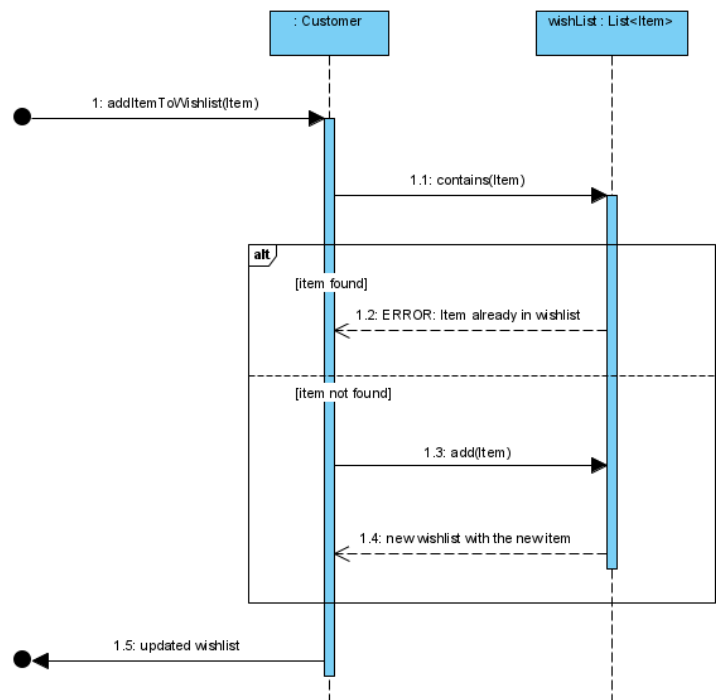 : Customer
wishList : List<Item>
1: addItemToWishlist(Item)
1.1: contains(Item)
alt
[item found]
1.2: ERROR: Item already in wishlist
[item not found]
1.3: add(Item)
1.4: new wishlist with the new item
1.5: updated wishlist